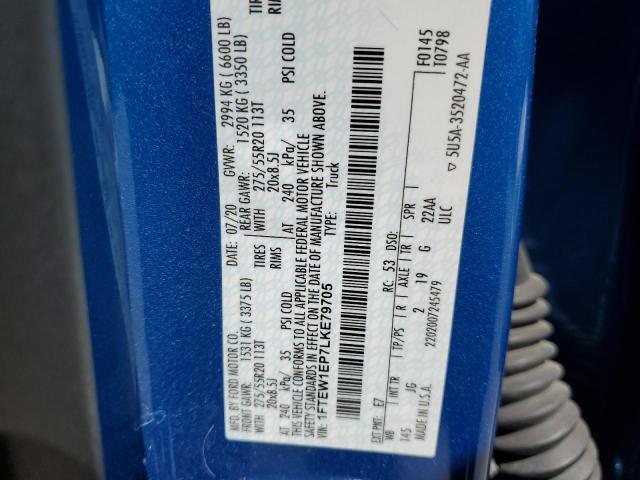 MFG. BY FORD MOTOR CO.
DATE: 07/20 GVWR: 2994 KG ( 6600 LB)
FRONT GAWR: 1531 KG ( 3375 LB) REAR GAWR: 1520 KG ( 3350 LB)
275/55R20 113T TIRES WITH 275/55R20 113T TIR
20x8.5J RIMS 20x8.5J RIM
AT 240 kPa/ 35 PSI COLD AT 240 kPa/ 35 PSI COLD
THIS VEHICLE CONFORMS TO ALL APPLICABLE FEDERAL MOTOR VEHICLE
STANDARDS IN EFFECT ON THE DATE OF MANUFACTURE SHOWN ABOVE.
VIN: 1FTEW1EP7LKE79705 TYPE: Truck
F0145
T0798
EXT PNT: E7 RC: 53 DSO:
WB INT TR TP/PS R AXLE TR SPR
145 JG 2 19 G 22AA
MADE IN U.S.A. 2202007245479 ULC
5U5A-3520472-AA